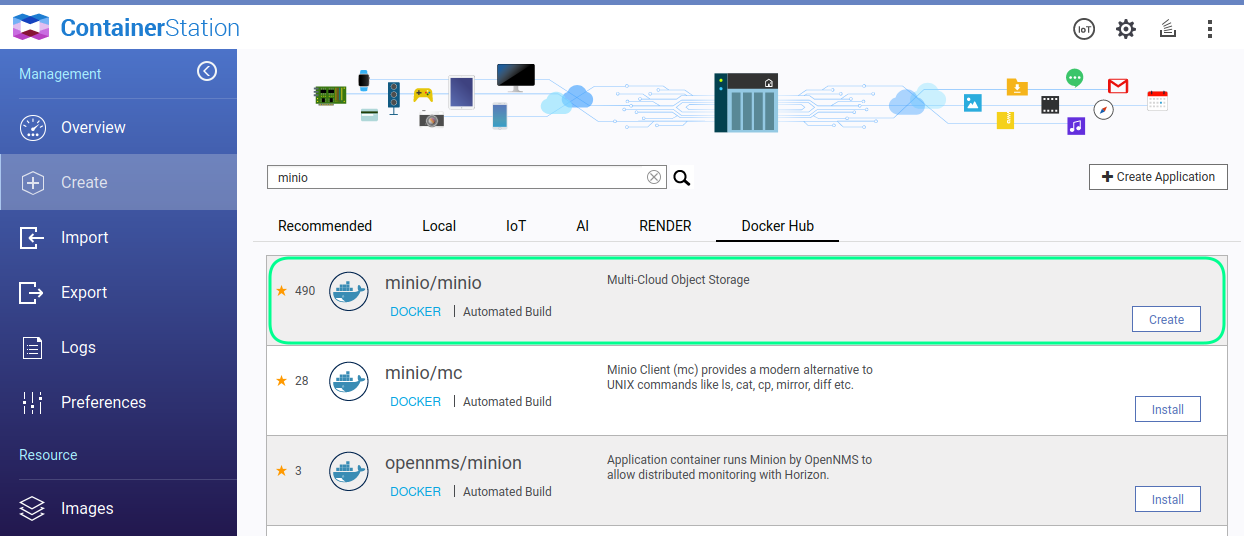 ContainerStation
IoT
Management
Overview
Create
Import
Export
Logs
Preferences
Resource
Images
minio
Create Application
Recommended Local IoT AI RENDER Docker Hub
490 minio/minio Multi-Cloud Object Storage
DOCKER | Automated Build
Create
28 minio/mc Minio Client (mc) provides a modern alternative to
UNIX commands like ls, cat, cp, mirror, diff etc.
DOCKER | Automated Build
Install
3 opennms/minion Application container runs Minion by OpenNMS to
allow distributed monitoring with Horizon.
DOCKER | Automated Build
Install